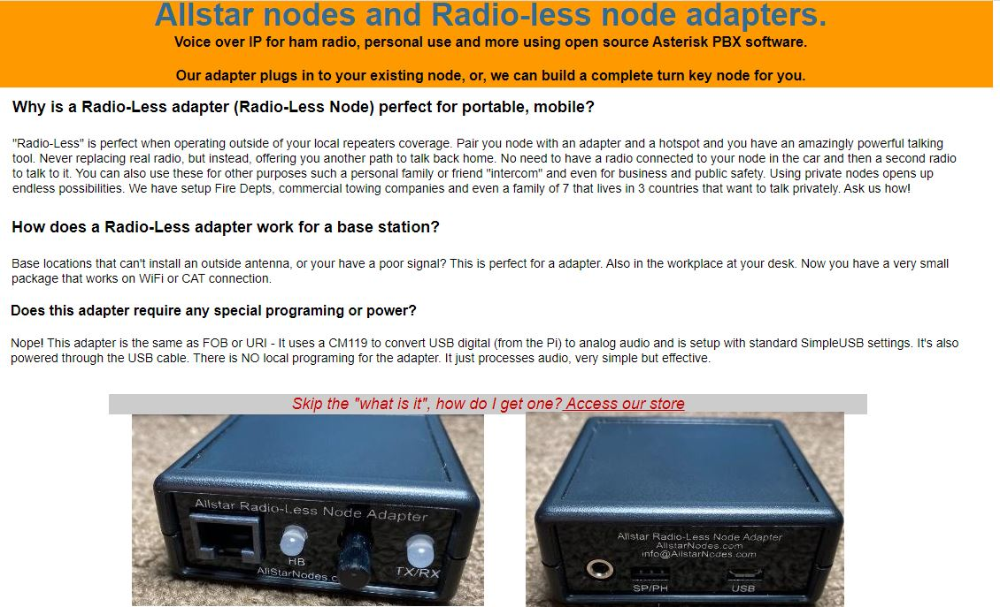 Allstar nodes and Radio-less node adapters.
Voice over IP for ham radio, personal use and more using open source Asterisk PBX software.
Our adapter plugs in to your existing node, or, we can build a complete turn key node for you.
Why is a Radio-Less adapter (Radio-Less Node) perfect for portable, mobile?
"Radio-Less" is perfect when operating outside of your local repeaters coverage. Pair you node with an adapter and a hotspot and you have an amazingly powerful talking
tool. Never replacing real radio, but instead, offering you another path to talk back home. No need to have a radio connected to your node in the car and then a second radio
to talk to it. You can also use these for other purposes such a personal family or friend "intercom" and even for business and public safety. Using private nodes opens up
endless possibilities. We have setup Fire Depts, commercial towing companies and even a family of 7 that lives in 3 countries that want to talk privately. Ask us how!
How does a Radio-Less adapter work for a base station?
Base locations that can't install an outside antenna, or your have a poor signal? This is perfect for a adapter. Also in the workplace at your desk. Now you have a very small
package that works on WiFi or CAT connection.
Does this adapter require any special programing or power?
Nope! This adapter is the same as FOB or URI - It uses a CM119 to convert USB digital (from the Pi) to analog audio and is setup with standard SimpleUSB settings. It's also
powered through the USB cable. There is NO local programing for the adapter. It just processes audio, very simple but effective.
Skip the "what is it", how do I get one? Access our store
Allstar Radio-Less Node Adapter
HB
TX/RX
AllStarNodes.c
Allstar Radio-Less Node Adapter
AllstarNodes.com
info@AllstarNodes.com
SP/PH
USB